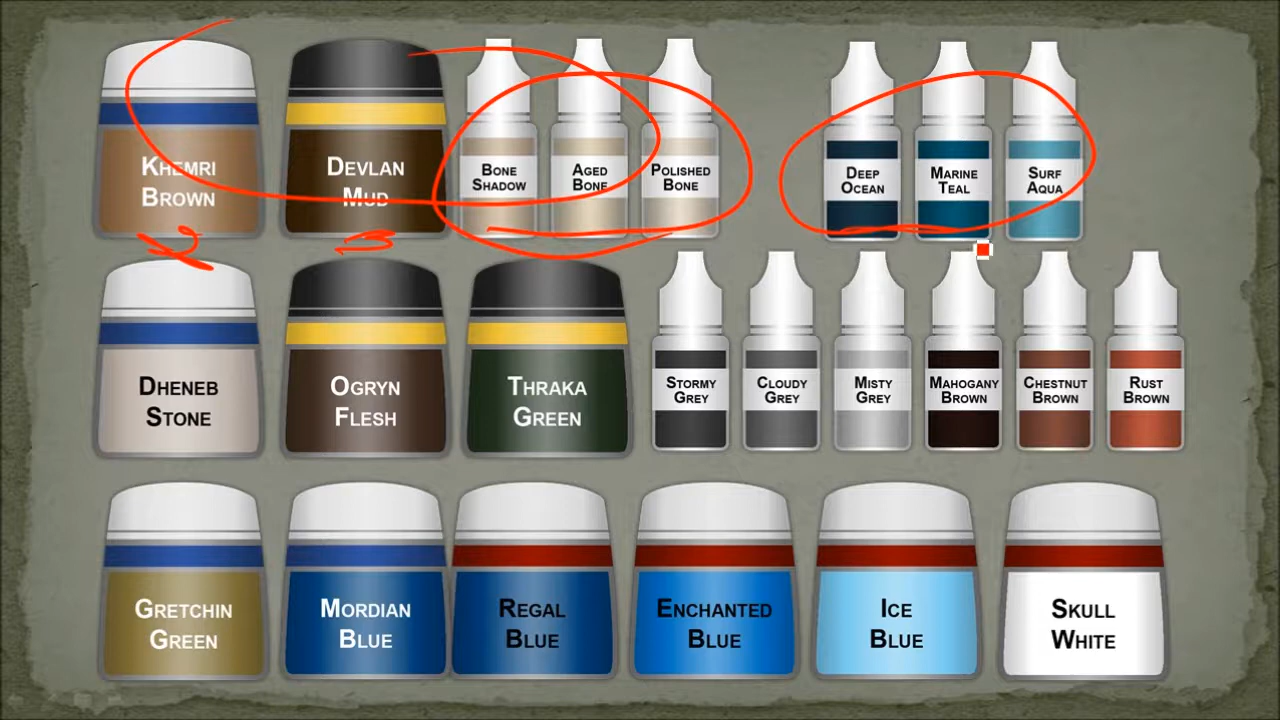 Khemri
Brown
Devlan
Mud
Bone
Shadow
Aged
Bone
Polished
Bone
Deep
Ocean
Marine
Teal
Surf
Aqua
Dheneb
Stone
Ogryn
Flesh
Thraka
Green
Stormy
Grey
Cloudy
Grey
Misty
Grey
Mahogany
Brown
Chestnut
Brown
Rust
Brown
Gretchin
Green
Mordian
Blue
Regal
Blue
Enchanted
Blue
Ice
Blue
Skull
White